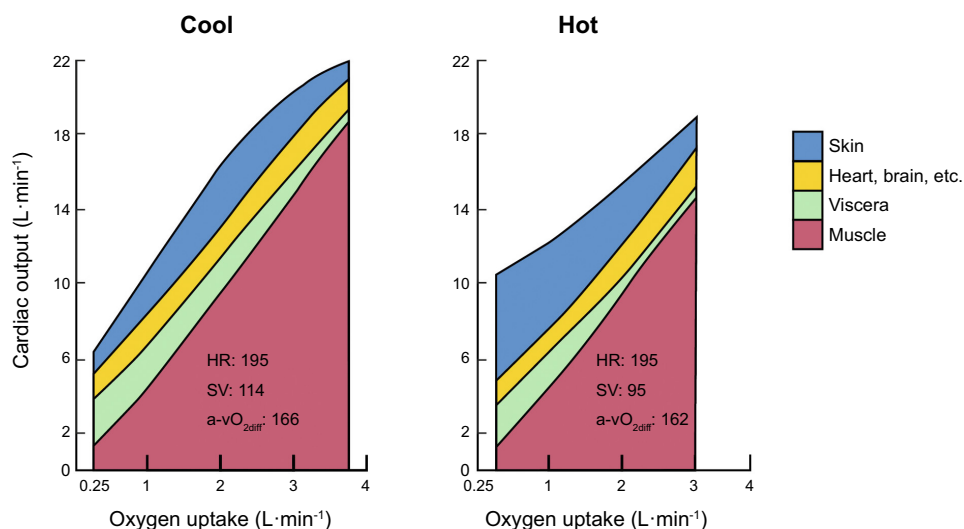 Cool
Hot
Cardiac output (L·min⁻¹)
22
18
14
10
6
2
0
HR: 195
SV: 114
a-vO₂diff: 166
0.25
1
2
3
4
Oxygen uptake (L·min⁻¹)
22
18
14
10
6
2
0
HR: 195
SV: 95
a-vO₂diff: 162
0.25
1
2
3
4
Oxygen uptake (L·min⁻¹)
Skin
Heart, brain, etc.
Viscera
Muscle